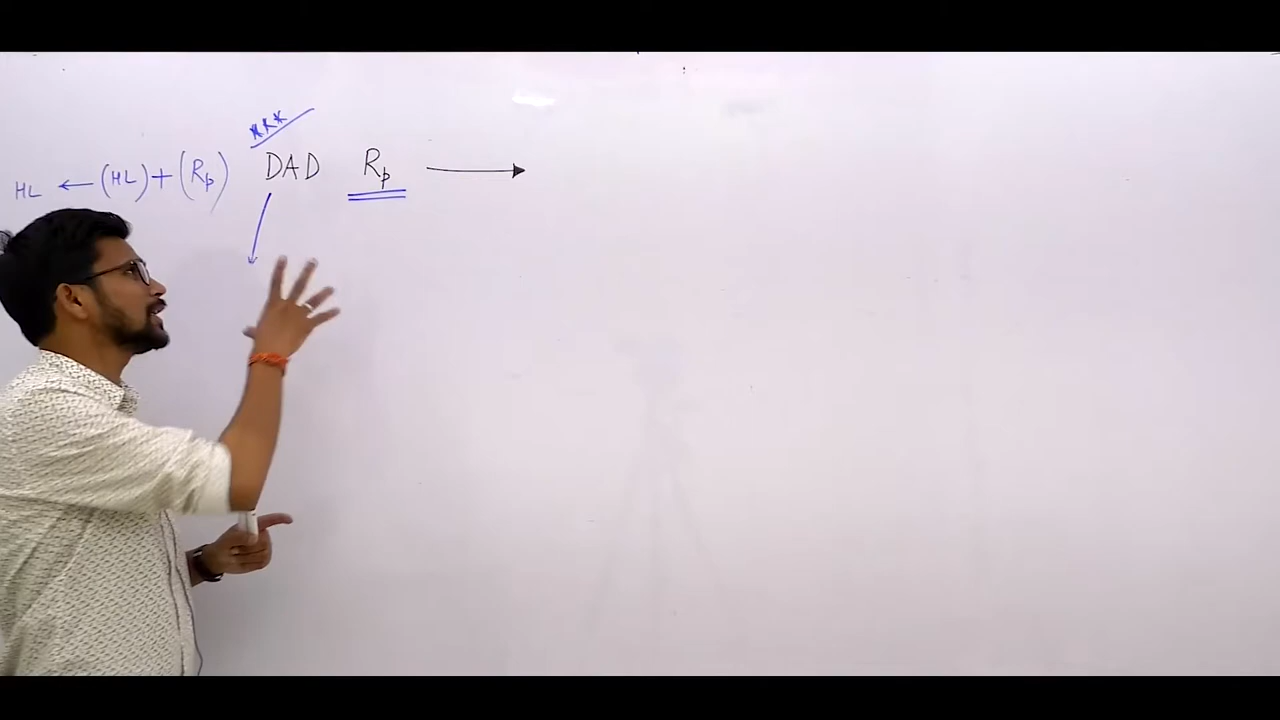 ***
HL ← (HL) + (Rp) DAD Rp →